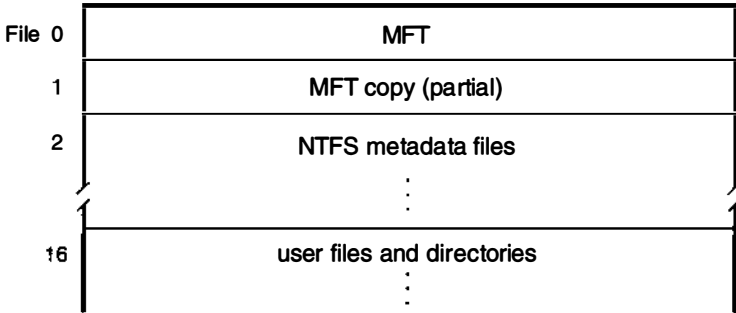 File 0 MFT
1 MFT copy (partial)
2 NTFS metadata files
16 user files and directories